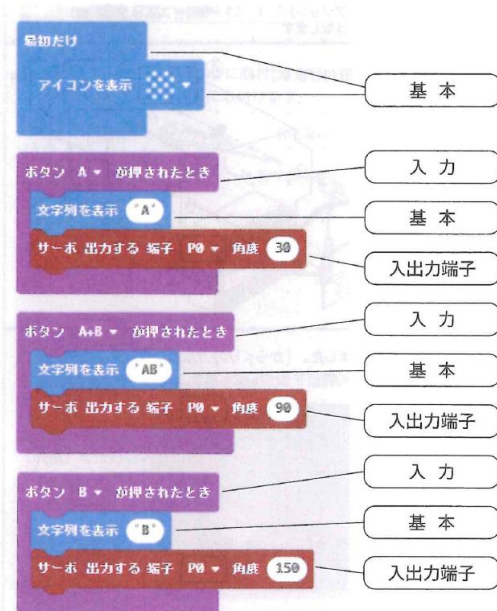 最初だけ
アイコンを表示
基本
ボタン A が押されたとき
入力
文字列を表示 "A"
基本
サーボ 出力する 端子 P0 角度 30
入出力端子
ボタン A+B が押されたとき
入力
文字列を表示 "AB"
基本
サーボ 出力する 端子 P0 角度 90
入出力端子
ボタン B が押されたとき
入力
文字列を表示 "B"
基本
サーボ 出力する 端子 P0 角度 150
入出力端子